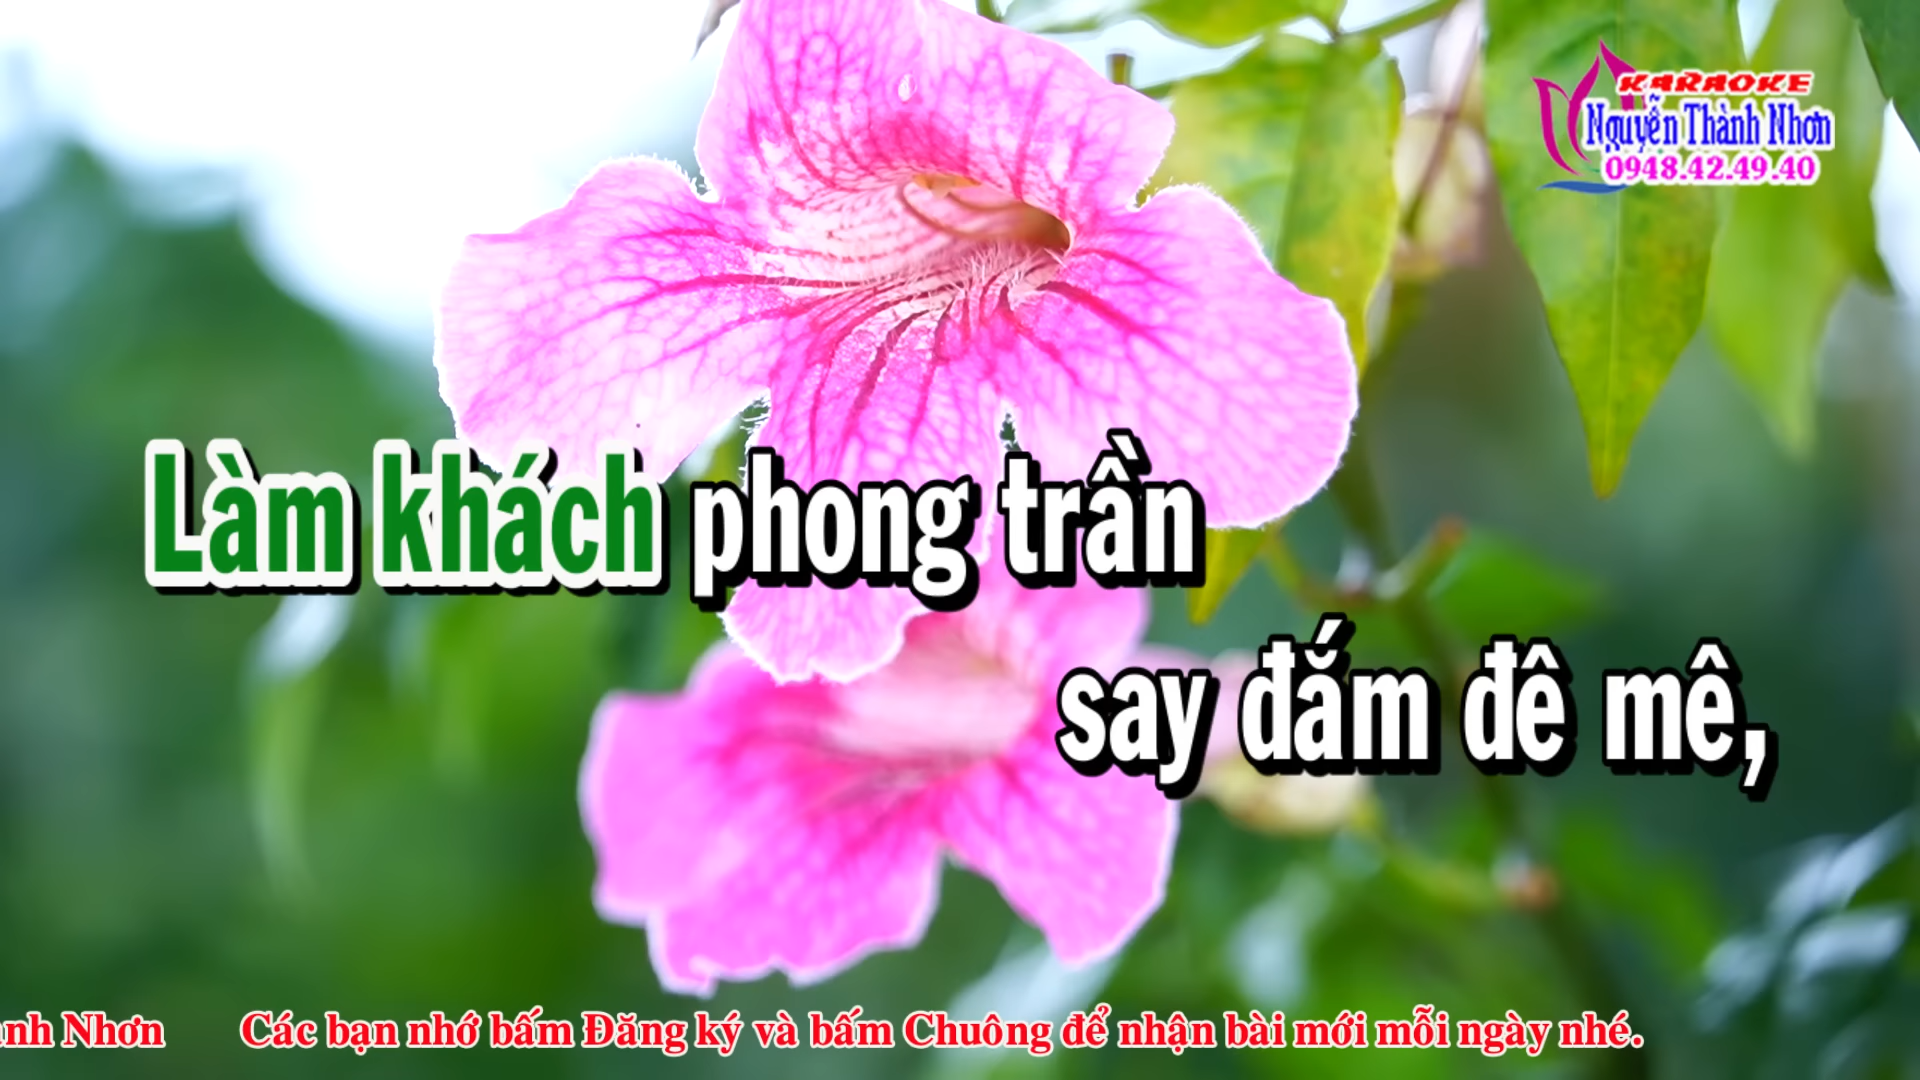 KARAOKE
Nguyễn Thành Nhơn
0948.42.49.40
Làm khách phong trần
say đắm đê mê,
Nhơn Các bạn nhớ bấm Đăng ký và bấm Chuông để nhận bài mới mỗi ngày nhé.